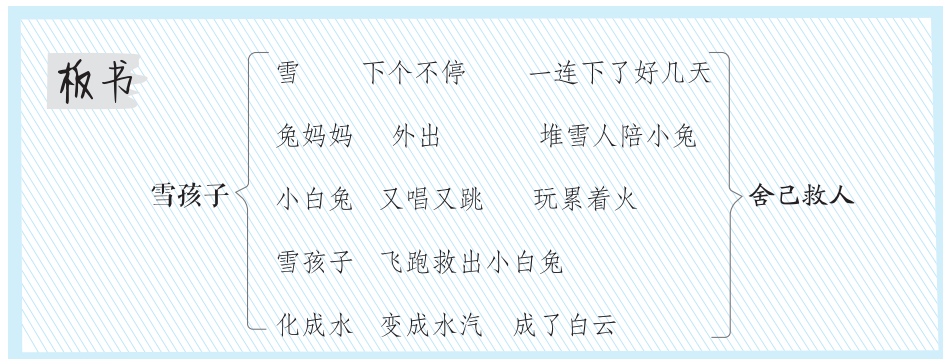 板书
雪 下个不停 一连下了好几天
兔妈妈 外出 堆雪人陪小兔
雪孩子
小白兔 又唱又跳 玩累着火
舍己救人
雪孩子 飞跑救出小白兔
化成水 变成水汽 成了白云